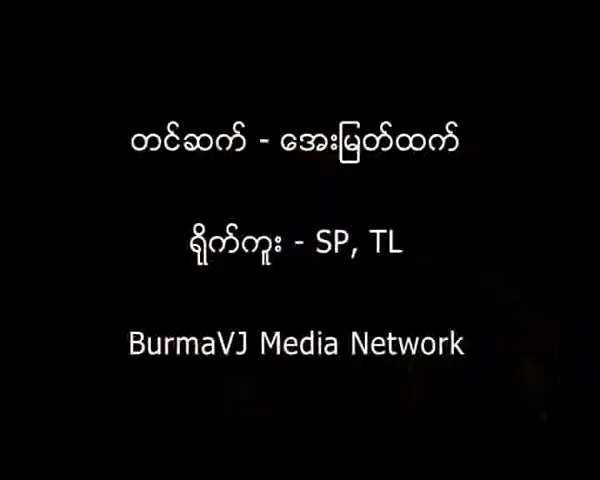 တင်ဆက် - အေးမြတ်ထက်
ရိုက်ကူး - SP, TL
BurmaVJ Media Network